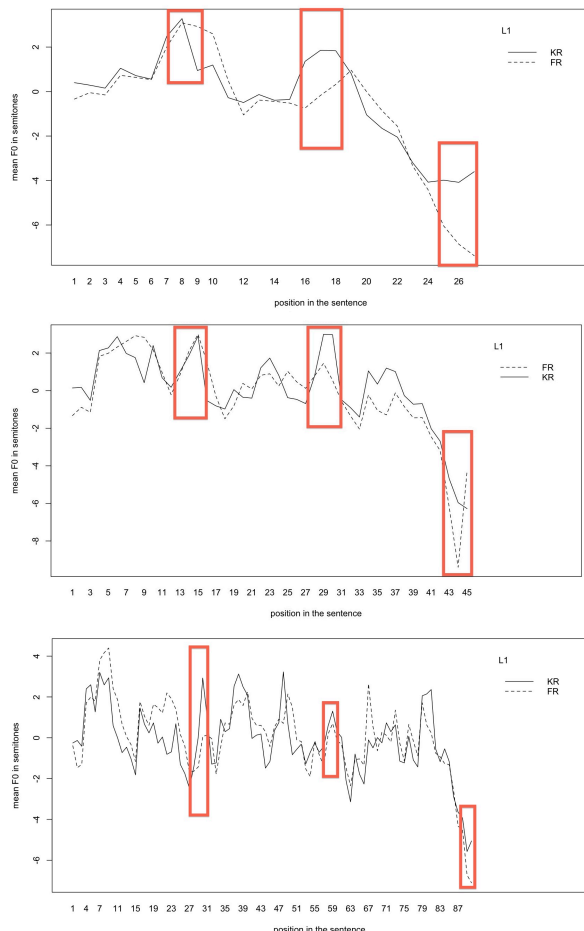 L1
KR
FR
mean F0 in semitones
2
0
-2
-4
-6
1 2 3 4 5 6 7 8 9 10 12 14 16 18 20 22 24 26
position in the sentence
L1
FR
KR
mean F0 in semitones
2
0
-2
-4
-6
-8
1 3 5 7 9 11 13 15 17 19 21 23 25 27 29 31 33 35 37 39 41 43 45
position in the sentence
L1
KR
FR
mean F0 in semitones
4
2
0
-2
-4
-6
1 4 7 11 15 19 23 27 31 35 39 43 47 51 55 59 63 67 71 75 79 83 87
position in the sentence